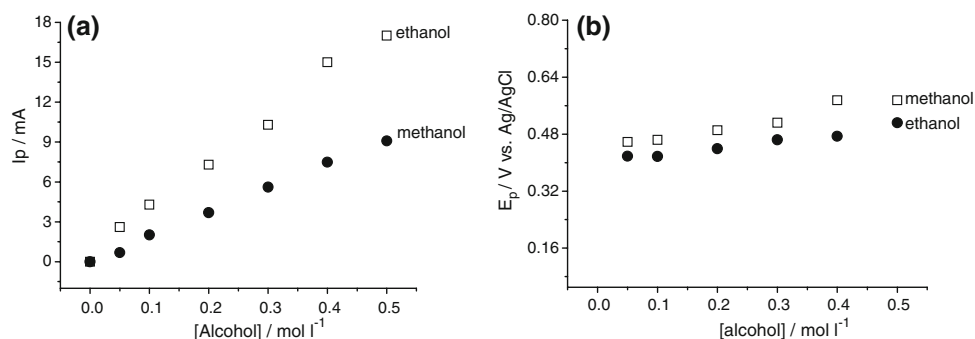 (a)
18
15
12
9
6
3
0
Ip / mA
ethanol
methanol
0.0 0.1 0.2 0.3 0.4 0.5
[Alcohol] / mol l⁻¹
(b)
0.80
0.64
0.48
0.32
0.16
Eₚ / V vs. Ag/AgCl
methanol
ethanol
0.0 0.1 0.2 0.3 0.4 0.5
[alcohol] / mol l⁻¹